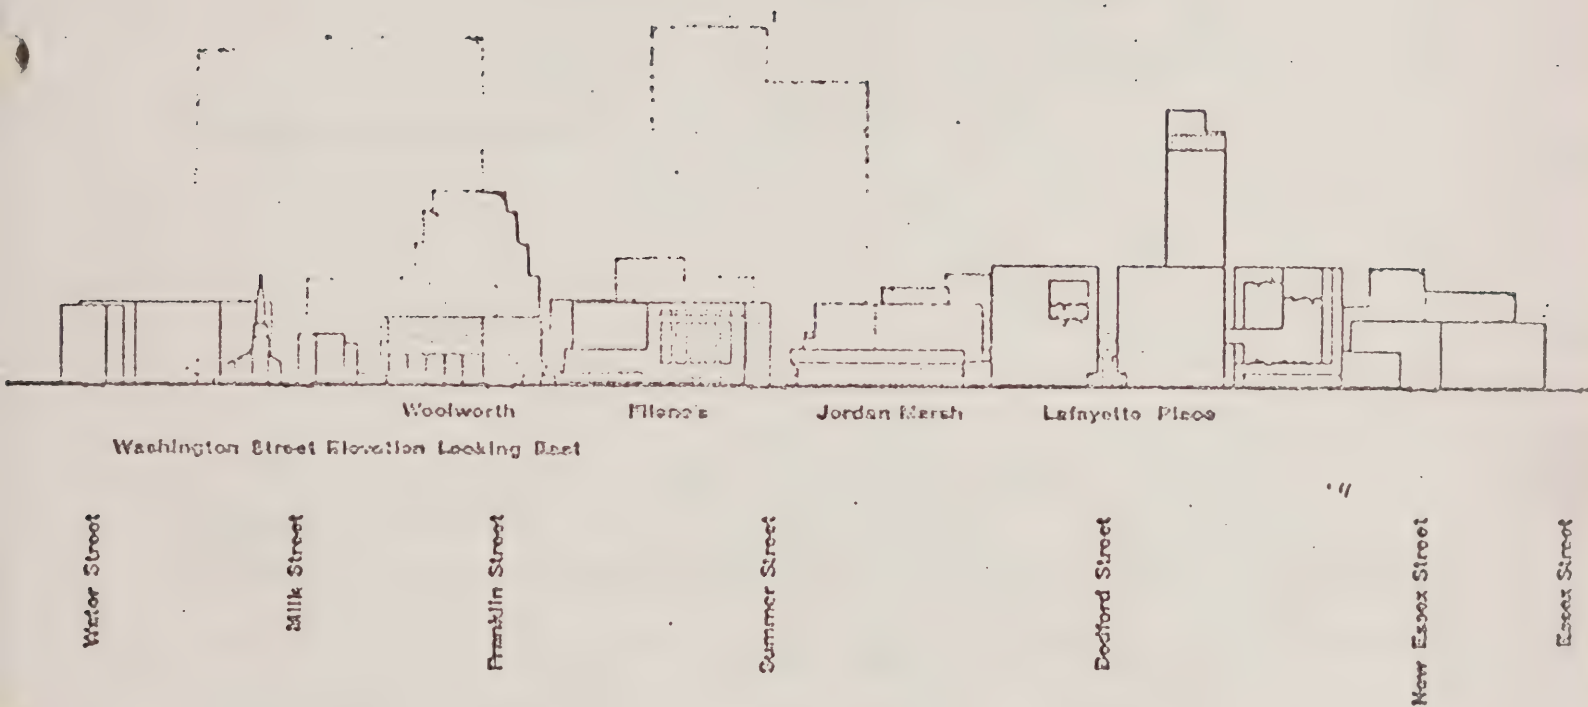 Woolworth Filene's Jordan Marsh Lafayette Place
Washington Street Elevation Looking East
Water Street
Milk Street
Franklin Street
Summer Street
Bedford Street
New Essex Street
Essex Street